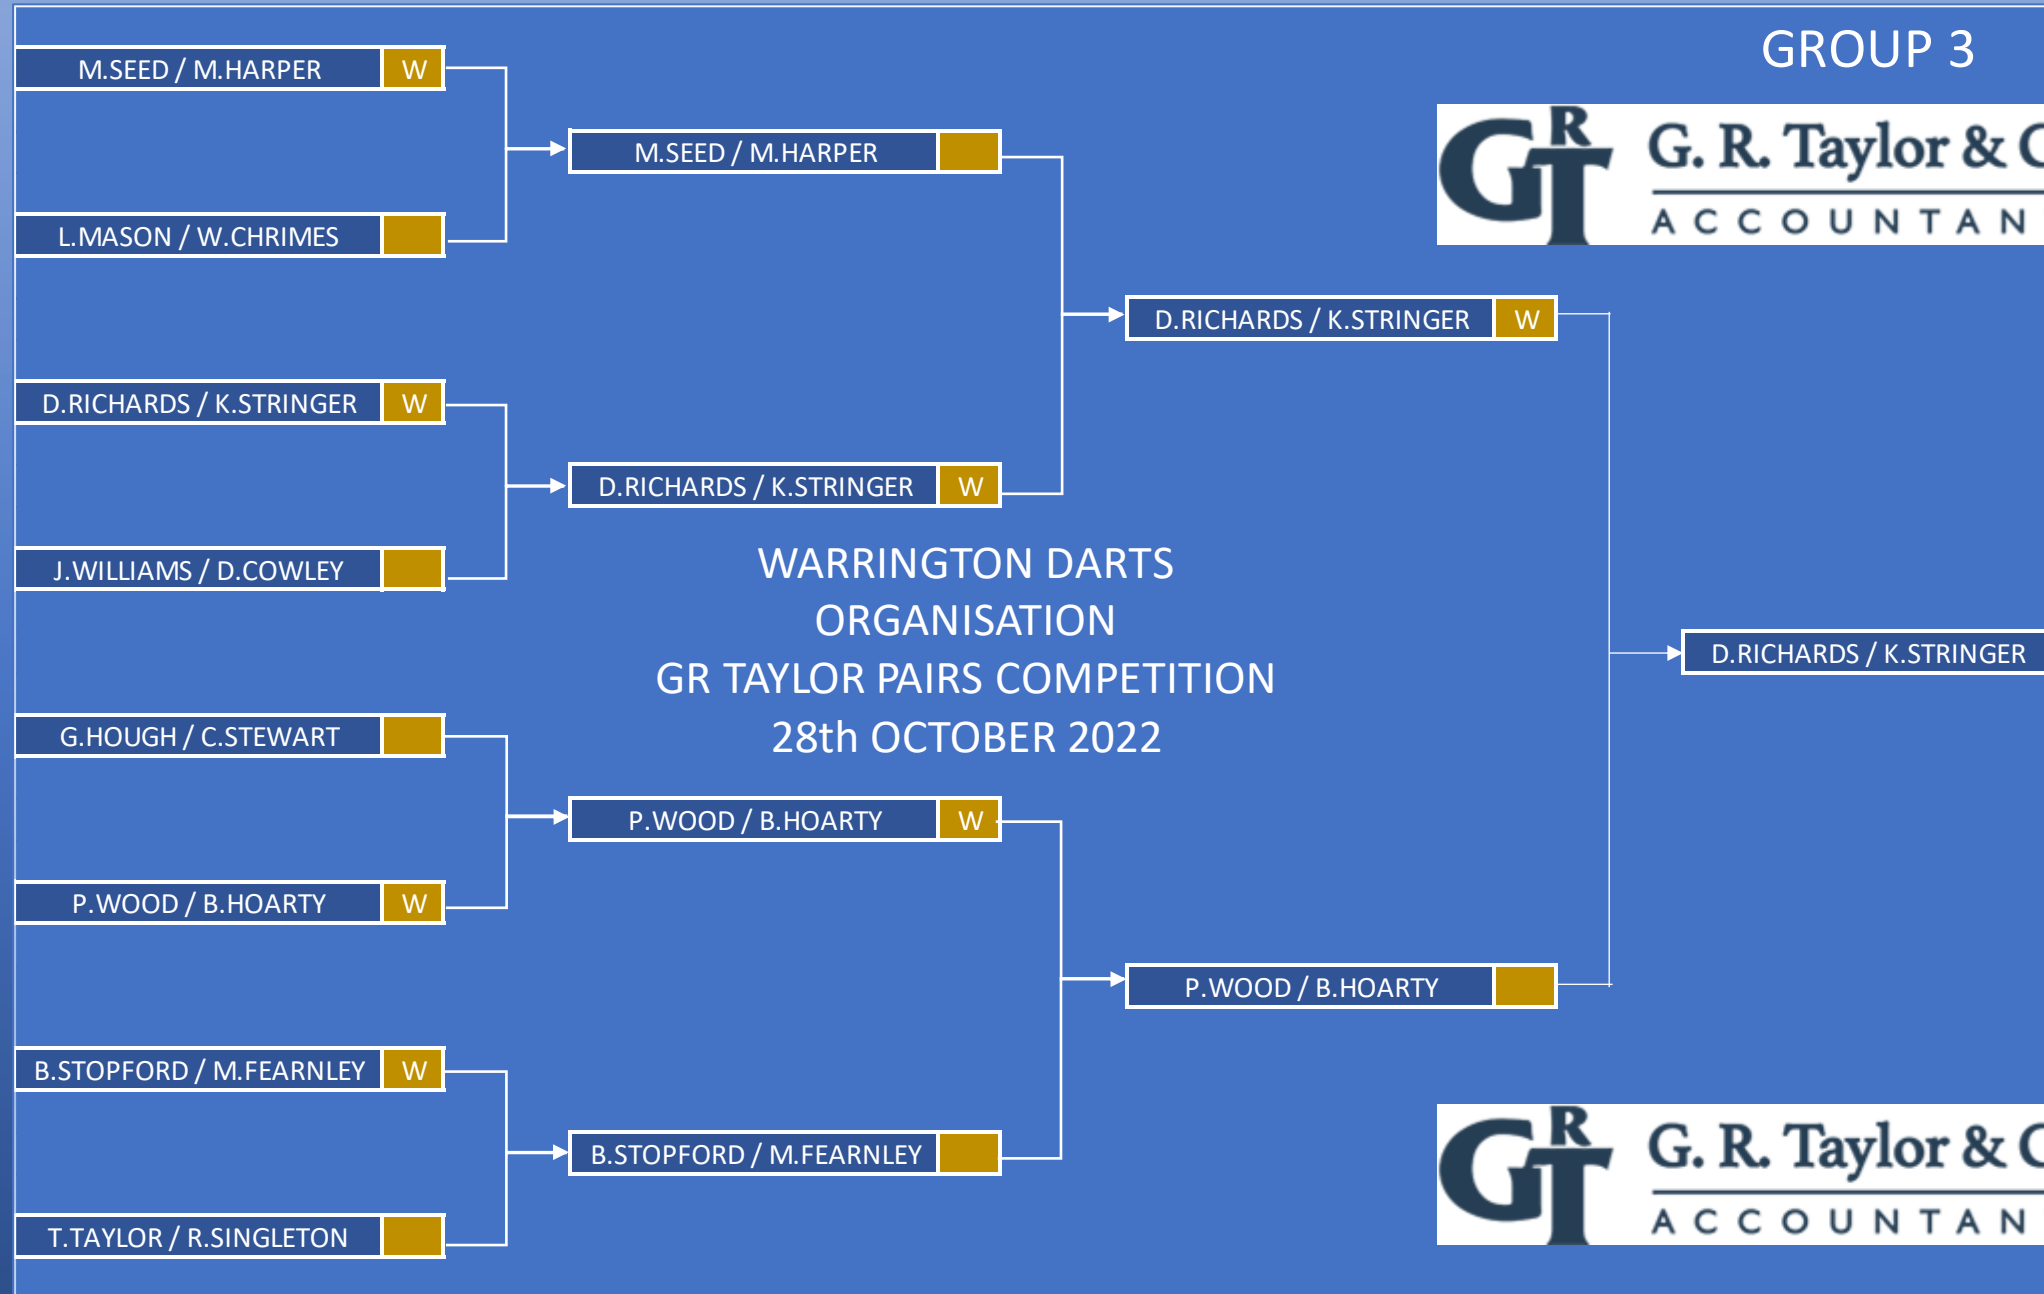 GROUP 3
M.SEED / M.HARPER W
L.MASON / W.CHRIMES
D.RICHARDS / K.STRINGER W
J.WILLIAMS / D.COWLEY
G.HOUGH / C.STEWART
P.WOOD / B.HOARTY W
B.STOPFORD / M.FEARNLEY W
T.TAYLOR / R.SINGLETON
M.SEED / M.HARPER
D.RICHARDS / K.STRINGER W
P.WOOD / B.HOARTY W
B.STOPFORD / M.FEARNLEY
WARRINGTON DARTS
ORGANISATION
GR TAYLOR PAIRS COMPETITION
28th OCTOBER 2022
D.RICHARDS / K.STRINGER W
P.WOOD / B.HOARTY
D.RICHARDS / K.STRINGER
GRT
G. R. Taylor & C
ACCOUNTAN
GRT
G. R. Taylor & C
ACCOUNTAN